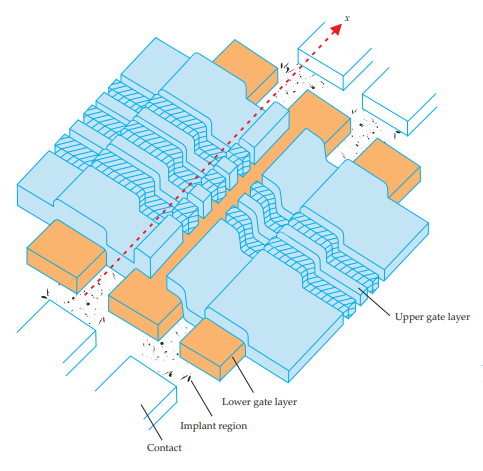 x
Upper gate layer
Lower gate layer
Implant region
Contact